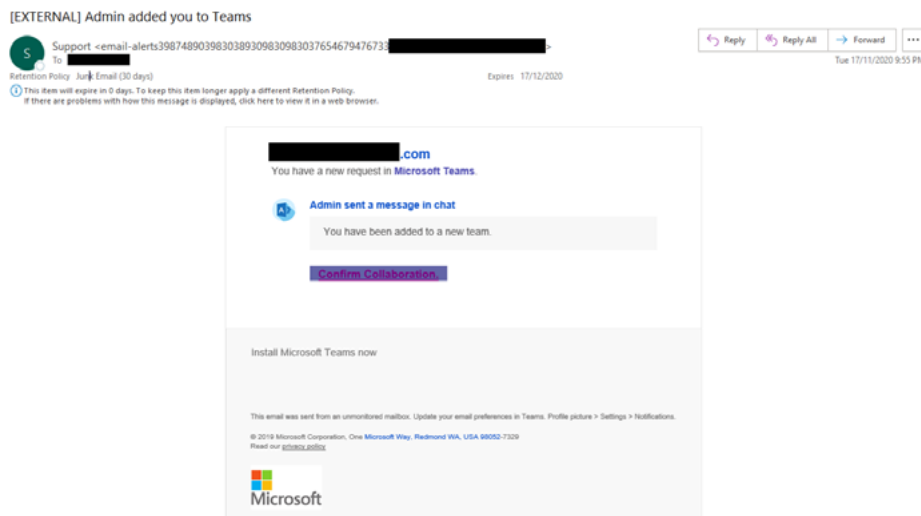 [EXTERNAL] Admin added you to Teams
S
Support <email-alerts3987489039830389309830983037654679476733 >
To
Reply
Reply All
Forward
Tue 17/11/2020 9:55 PM
Retention Policy Junk Email (30 days)
Expires 17/12/2020
This item will expire in 0 days. To keep this item longer apply a different Retention Policy.
If there are problems with how this message is displayed, click here to view it in a web browser.
.com
You have a new request in Microsoft Teams.
A
Admin sent a message in chat
You have been added to a new team.
Confirm Collaboration.
Install Microsoft Teams now
This email was sent from an unmonitored mailbox. Update your email preferences in Teams. Profile picture > Settings > Notifications.
© 2019 Microsoft Corporation, One Microsoft Way, Redmond WA, USA 98052-7329
Read our privacy policy
Microsoft